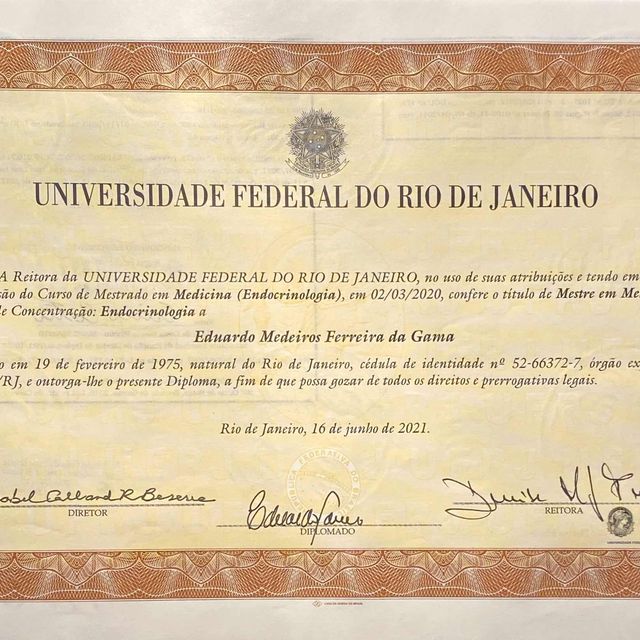 UNIVERSIDADE FEDERAL DO RIO DE JANEIRO
A Reitora da UNIVERSIDADE FEDERAL DO RIO DE JANEIRO, no uso de suas atribuições e tendo em
são do Curso de Mestrado em Medicina (Endocrinologia), em 02/03/2020, confere o título de Mestre em Me
de Concentração: Endocrinologia a
Eduardo Medeiros Ferreira da Gama
o em 19 de fevereiro de 1975, natural do Rio de Janeiro, cédula de identidade nº 52-66372-7, órgão ex
/RJ, e outorga-lhe o presente Diploma, a fim de que possa gozar de todos os direitos e prerrogativas legais.
Rio de Janeiro, 16 de junho de 2021.
DIRETOR
DIPLOMADO
REITORA